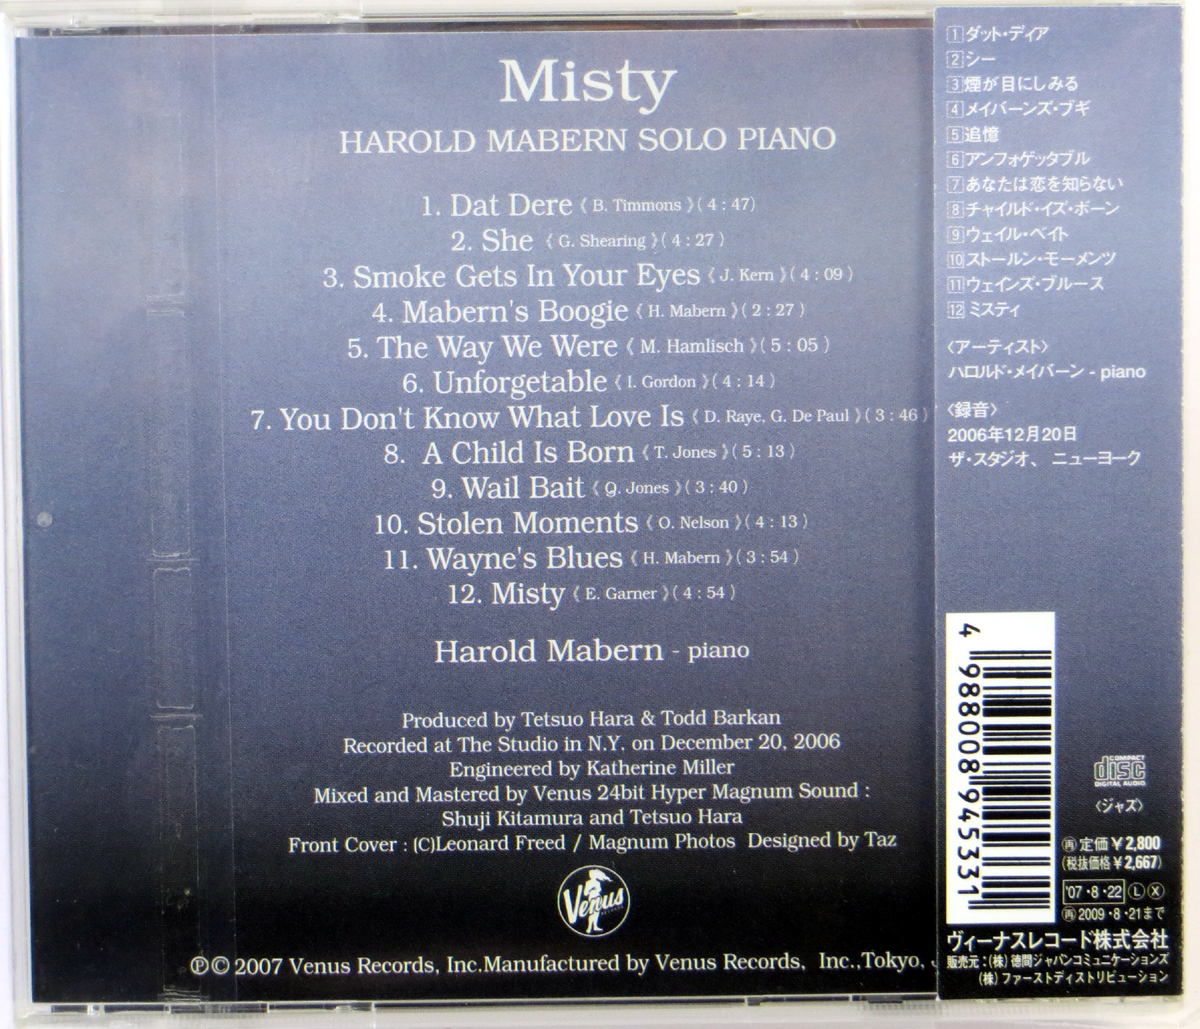 Misty
HAROLD MABERN SOLO PIANO
1. Dat Dere《 B. Timmons 》( 4 : 47)
2. She 《 G. Shearing 》( 4 : 27 )
3. Smoke Gets In Your Eyes《 J. Kern 》( 4 : 09 )
4. Mabern's Boogie《 H. Mabern 》( 2 : 27 )
5. The Way We Were《 M. Hamlisch 》( 5 : 05 )
6. Unforgetable《 I. Gordon 》( 4 : 14 )
7. You Don't Know What Love Is《 D. Raye, G. De Paul 》( 3 : 46 )
8. A Child Is Born《 T. Jones 》( 5 : 13 )
9. Wail Bait《 Q. Jones 》( 3 : 40 )
10. Stolen Moments《 O. Nelson 》( 4 : 13 )
11. Wayne's Blues《 H. Mabern 》( 3 : 54 )
12. Misty《 E. Garner 》( 4 : 54 )
Harold Mabern - piano
Produced by Tetsuo Hara & Todd Barkan
Recorded at The Studio in N.Y. on December 20, 2006
Engineered by Katherine Miller
Mixed and Mastered by Venus 24bit Hyper Magnum Sound :
Shuji Kitamura and Tetsuo Hara
Front Cover : (C)Leonard Freed / Magnum Photos Designed by Taz
Venus
℗© 2007 Venus Records, Inc.Manufactured by Venus Records, Inc.,Tokyo,
1 ダット・ディア
2 シー
3 煙が目にしみる
4 メイバーンズ・ブギ
5 追憶
6 アンフォゲッタブル
7 あなたは恋を知らない
8 チャイルド・イズ・ボーン
9 ウェイル・ベイト
10 ストールン・モーメンツ
11 ウェインズ・ブルース
12 ミスティ
〈アーティスト〉
ハロルド・メイバーン - piano
〈録音〉
2006年12月20日
ザ・スタジオ、ニューヨーク
4 988008 945331
COMPACT
disc
DIGITAL AUDIO
〈ジャズ〉
再 定価￥2,800
(税抜価格￥2,667)
'07・8・22 Ⓛ Ⓧ
再 2009・8・21まで
ヴィーナスレコード株式会社
販売元：(株) 徳間ジャパンコミュニケーションズ
(株) ファーストディストリビューション